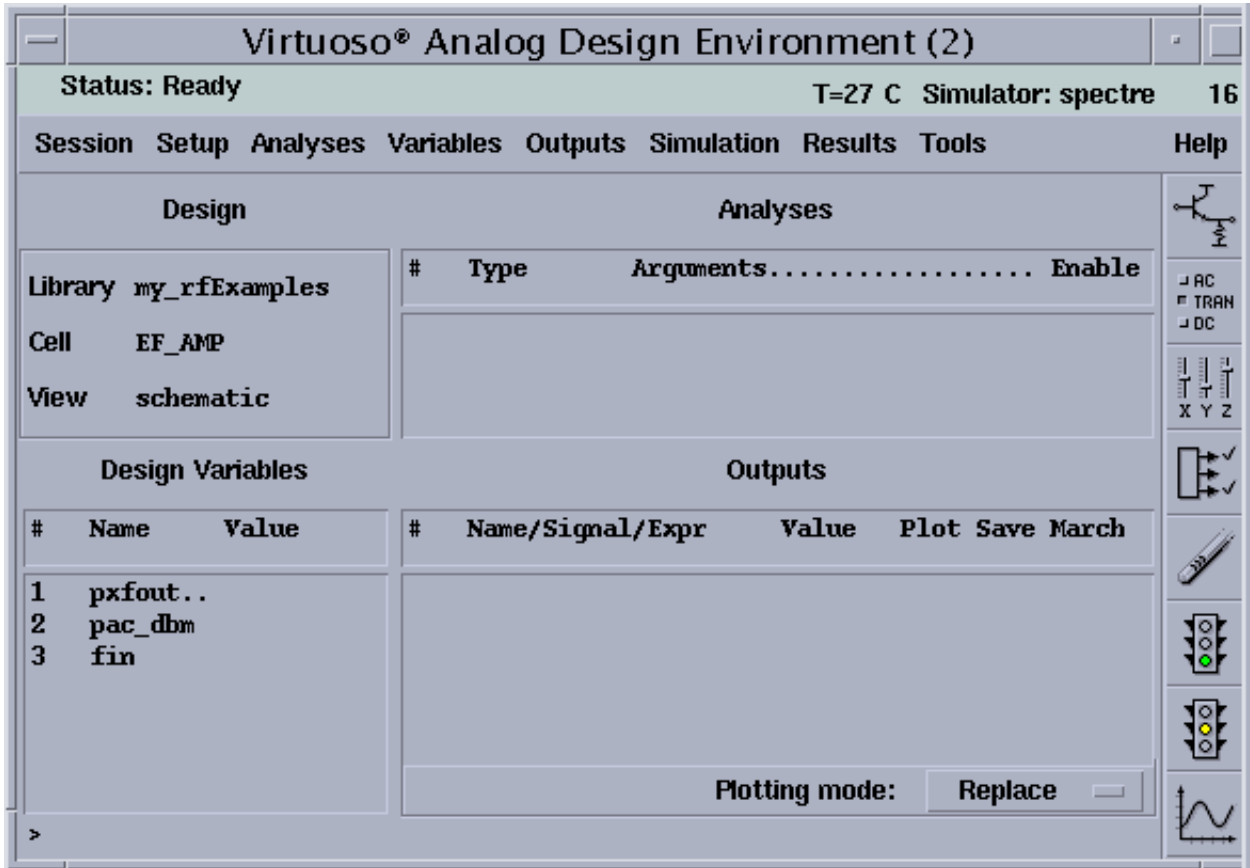 Virtuoso® Analog Design Environment (2)
Status: Ready T=27 C Simulator: spectre 16
Session Setup Analyses Variables Outputs Simulation Results Tools Help
Design Analyses
# Type Arguments.................. Enable
Library my_rfExamples
Cell EF_AMP
View schematic
AC
TRAN
DC
X Y Z
Design Variables Outputs
# Name Value # Name/Signal/Expr Value Plot Save March
1 pxfout..
2 pac_dbm
3 fin
Plotting mode: Replace
>